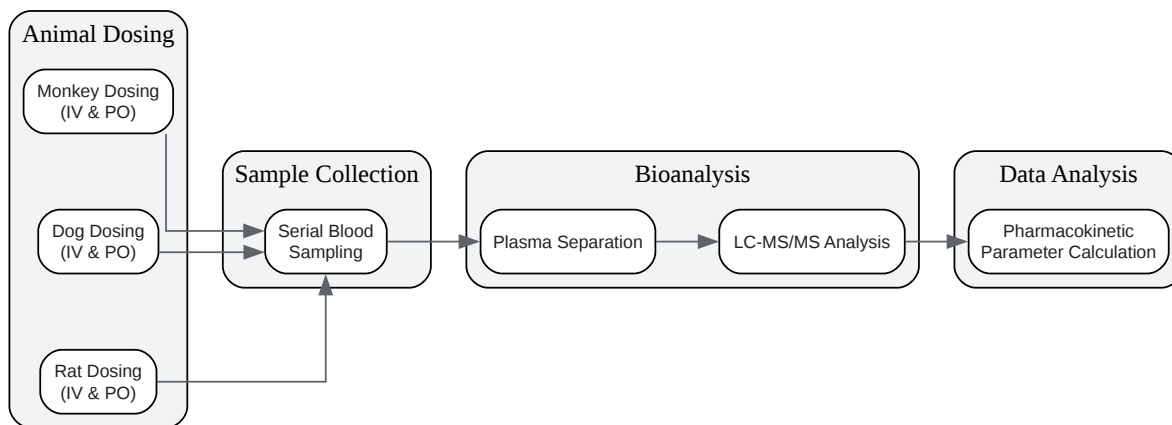 Animal Dosing
Monkey Dosing
(IV & PO)
Dog Dosing
(IV & PO)
Rat Dosing
(IV & PO)
Sample Collection
Serial Blood
Sampling
Bioanalysis
Plasma Separation
LC-MS/MS Analysis
Data Analysis
Pharmacokinetic
Parameter Calculation